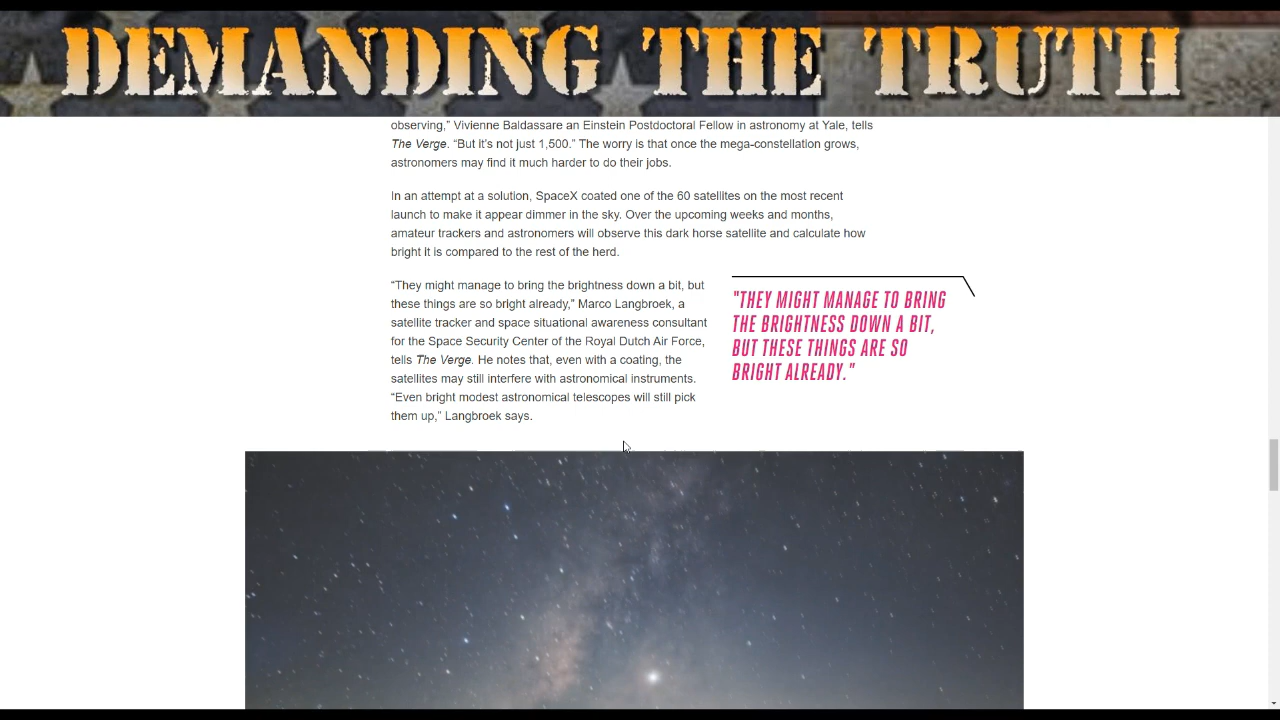 DEMANDING THE TRUTH
observing,” Vivienne Baldassare an Einstein Postdoctoral Fellow in astronomy at Yale, tells
The Verge. “But it’s not just 1,500.” The worry is that once the mega-constellation grows,
astronomers may find it much harder to do their jobs.
In an attempt at a solution, SpaceX coated one of the 60 satellites on the most recent
launch to make it appear dimmer in the sky. Over the upcoming weeks and months,
amateur trackers and astronomers will observe this dark horse satellite and calculate how
bright it is compared to the rest of the herd.
“They might manage to bring the brightness down a bit, but
these things are so bright already,” Marco Langbroek, a
satellite tracker and space situational awareness consultant
for the Space Security Center of the Royal Dutch Air Force,
tells The Verge. He notes that, even with a coating, the
satellites may still interfere with astronomical instruments.
“Even bright modest astronomical telescopes will still pick
them up,” Langbroek says.
"THEY MIGHT MANAGE TO BRING
THE BRIGHTNESS DOWN A BIT,
BUT THESE THINGS ARE SO
BRIGHT ALREADY."